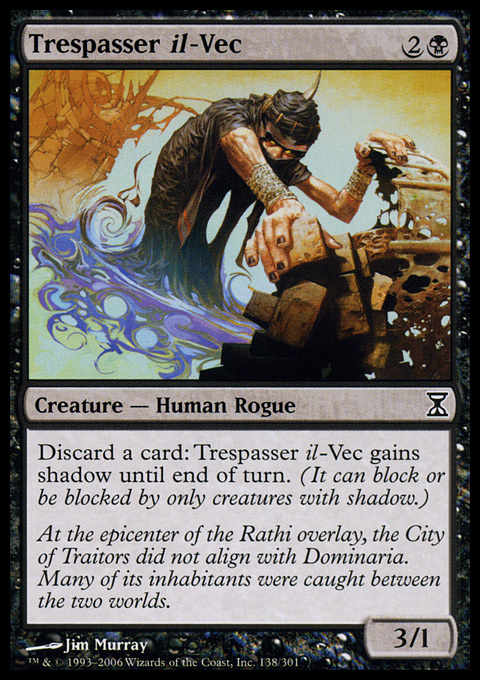 Trespasser il-Vec 2
Creature — Human Rogue
Discard a card: Trespasser il-Vec gains
shadow until end of turn. (It can block or
be blocked by only creatures with shadow.)
At the epicenter of the Rathi overlay, the City
of Traitors did not align with Dominaria.
Many of its inhabitants were caught between
the two worlds.
Jim Murray
3/1
™ & © 1993–2006 Wizards of the Coast, Inc. 138/301